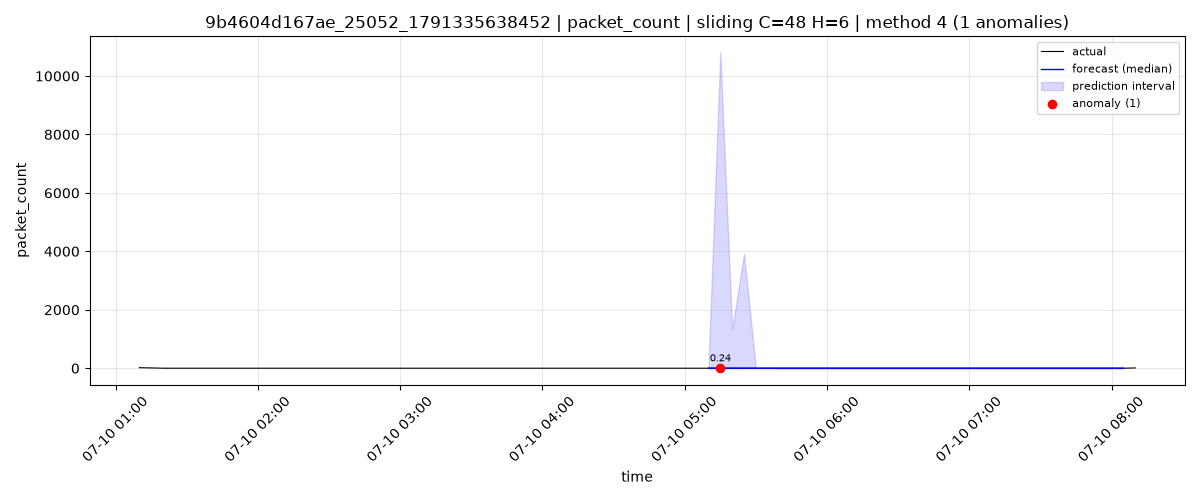 9b4604d167ae_25052_1791335638452 | packet_count | sliding C=48 H=6 | method 4 (1 anomalies)
actual
forecast (median)
prediction interval
anomaly (1)
packet_count
10000
8000
6000
4000
2000
0
0.24
07-10 01:00
07-10 02:00
07-10 03:00
07-10 04:00
07-10 05:00
07-10 06:00
07-10 07:00
07-10 08:00
time